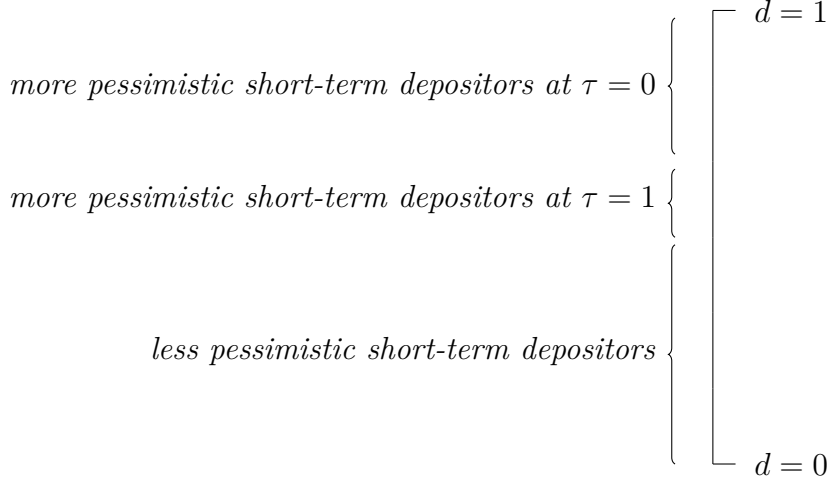 d = 1
more pessimistic short-term depositors at τ = 0
more pessimistic short-term depositors at τ = 1
less pessimistic short-term depositors
d = 0